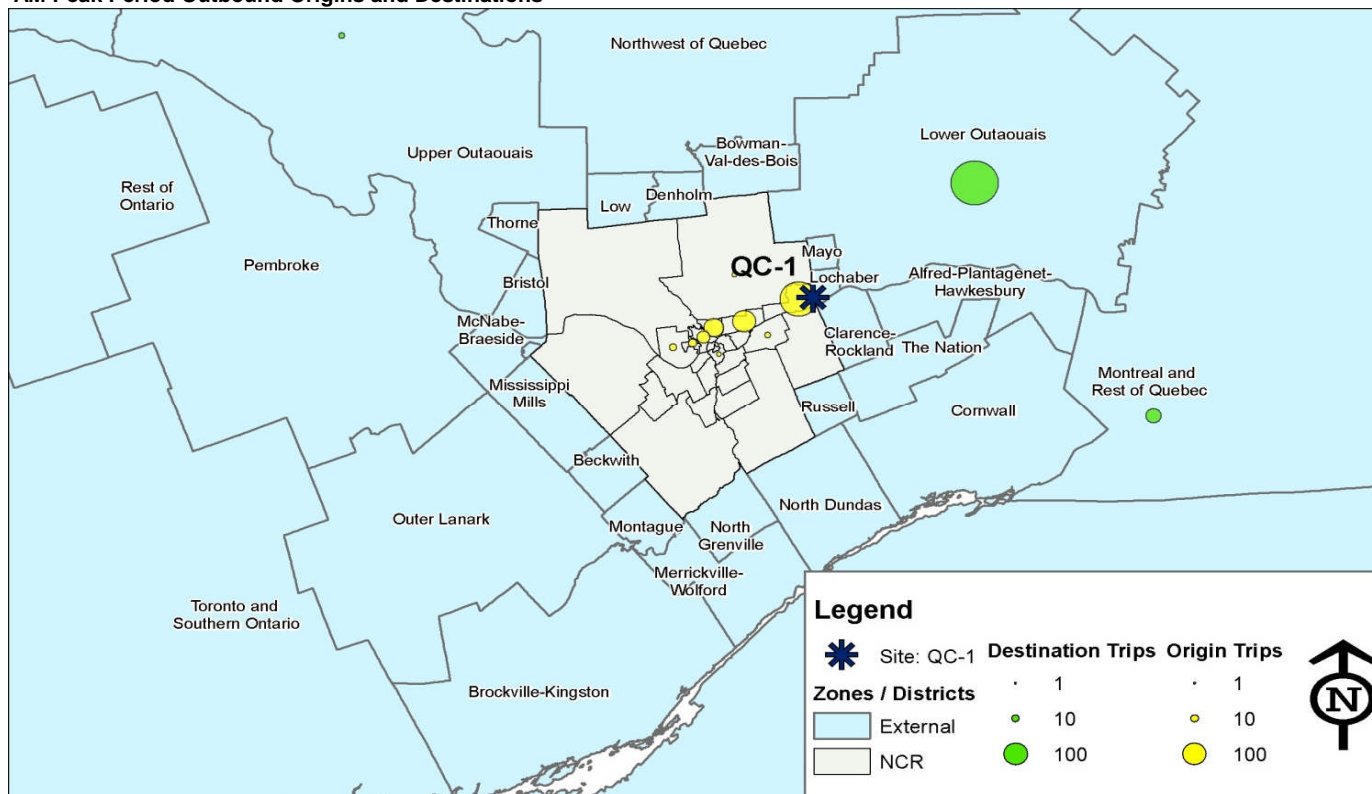 AM Peak Period Outbound Origins and Destinations
Northwest of Quebec
Lower Outaouais
Upper Outaouais
Bowman-
Val-des-Bois
Rest of
Ontario
Denholm
Low
Thorne
Pembroke
Mayo
QC-1
Lochaber
Alfred-Plantagenet-
Hawkesbury
Bristol
McNabe-
Braeside
Clarence-
Rockland
The Nation
Montreal and
Rest of Quebec
Mississippi
Mills
Russell
Cornwall
Beckwith
North Dundas
Outer Lanark
Montague
North
Grenville
Merrickville-
Wolford
Toronto and
Southern Ontario
Brockville-Kingston
Legend
Site: QC-1
Zones / Districts
External
NCR
Destination Trips
1
10
100
Origin Trips
1
10
100
N